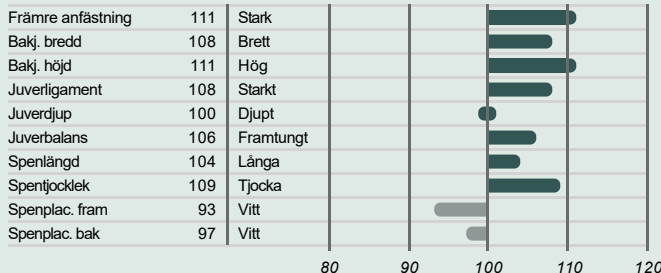 Främre anfästning 111 Stark
Bakj. bredd 108 Brett
Bakj. höjd 111 Hög
Juverligament 108 Starkt
Juverdjup 100 Djupt
Juverbalans 106 Framtungt
Spenlängd 104 Långa
Spentjocklek 109 Tjocka
Spenplac. fram 93 Vitt
Spenplac. bak 97 Vitt
80 90 100 110 120